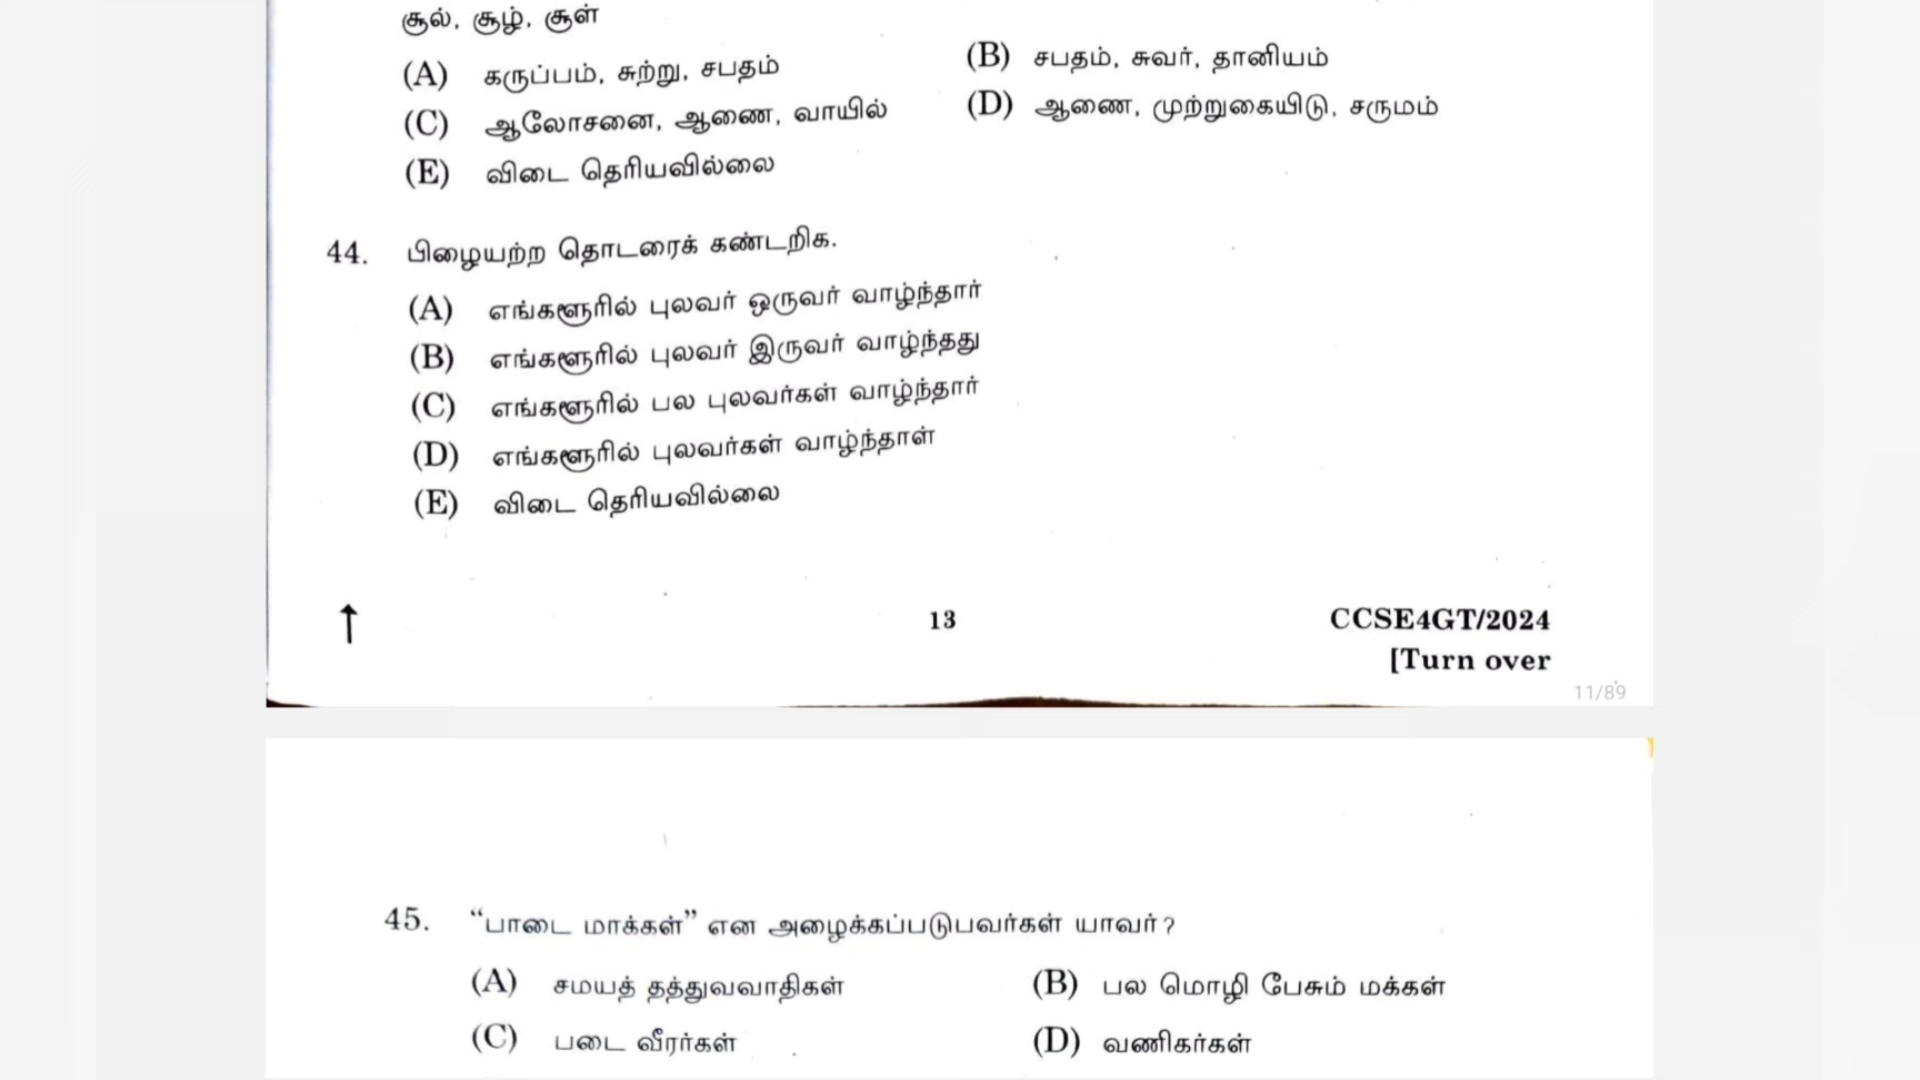 சூல், சூழ், சூள்
(A) கருப்பம், சுற்று, சபதம் (B) சபதம், சுவர், தானியம்
(C) ஆலோசனை, ஆணை, வாயில் (D) ஆணை, முற்றுகையிடு, சருமம்
(E) விடை தெரியவில்லை
44. பிழையற்ற தொடரைக் கண்டறிக.
(A) எங்களூரில் புலவர் ஒருவர் வாழ்ந்தார்
(B) எங்களூரில் புலவர் இருவர் வாழ்ந்தது
(C) எங்களூரில் பல புலவர்கள் வாழ்ந்தார்
(D) எங்களூரில் புலவர்கள் வாழ்ந்தாள்
(E) விடை தெரியவில்லை
↑ 13 CCSE4GT/2024
[Turn over
11/89
45. “பாடை மாக்கள்” என அழைக்கப்படுபவர்கள் யாவர்?
(A) சமயத் தத்துவவாதிகள் (B) பல மொழி பேசும் மக்கள்
(C) படை வீரர்கள் (D) வணிகர்கள்